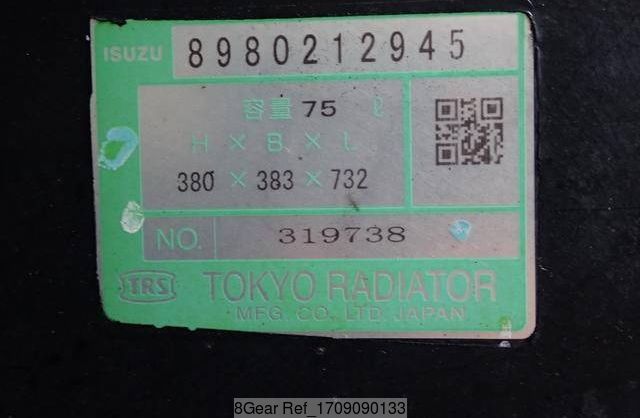 ISUZU 8980212945
容量 75 ℓ
H × B × L
380 × 383 × 732
NO. 319738
TRS TOKYO RADIATOR
MFG. CO., LTD. JAPAN
8Gear Ref_1709090133